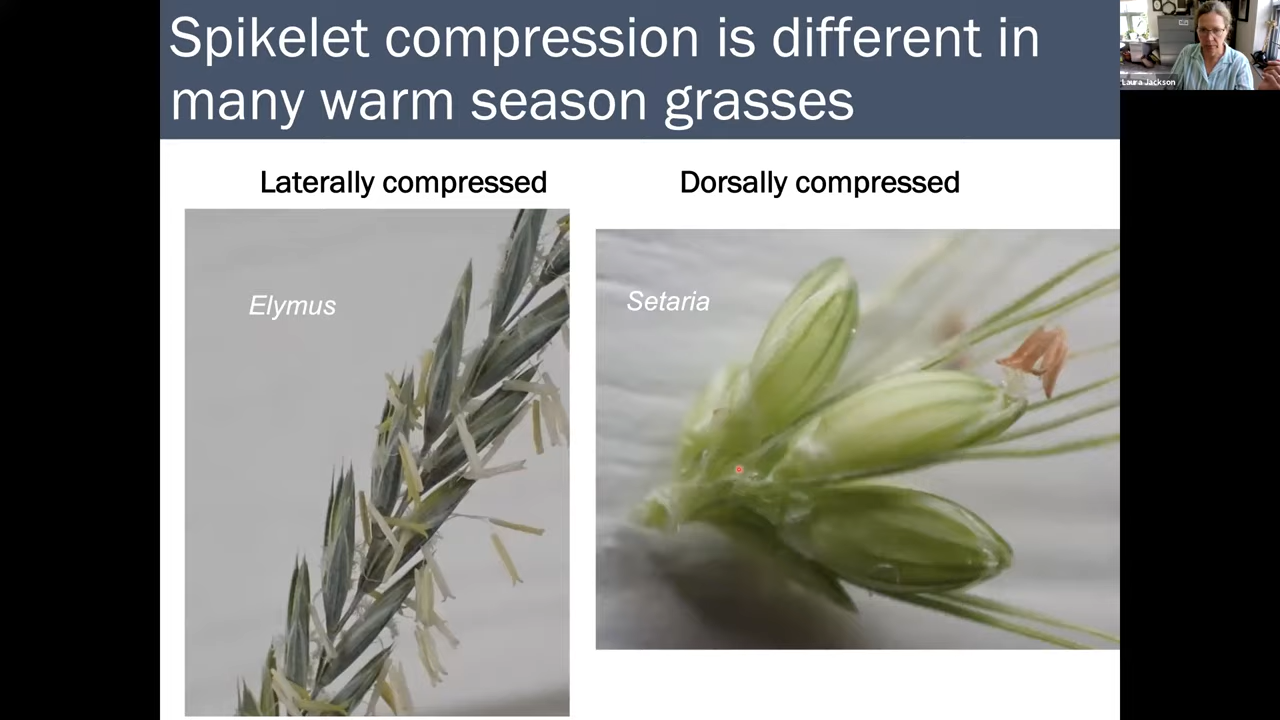 Spikelet compression is different in
many warm season grasses
Laura Jackson
Laterally compressed
Dorsally compressed
Elymus
Setaria